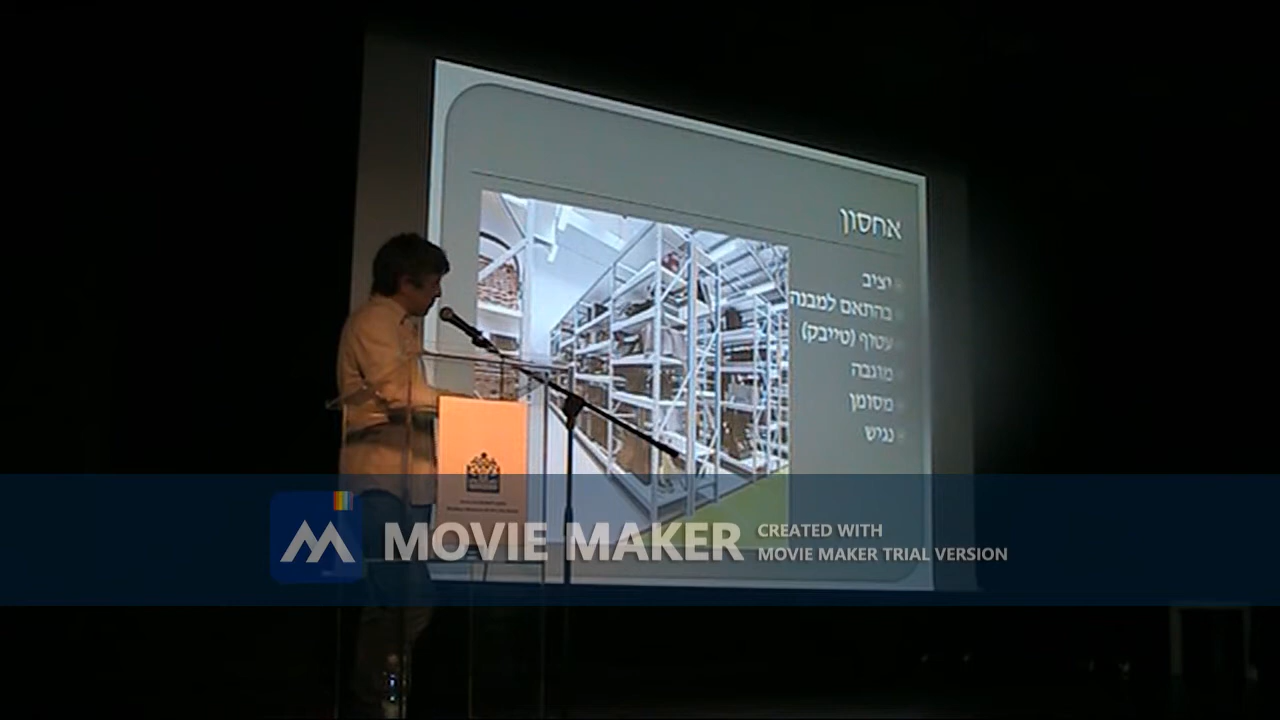 אחסון
יציב
בהתאם למבנה
עטוף (טייבק)
מוגבה
מסומן
נגיש
MOVIE MAKER
CREATED WITH
MOVIE MAKER TRIAL VERSION